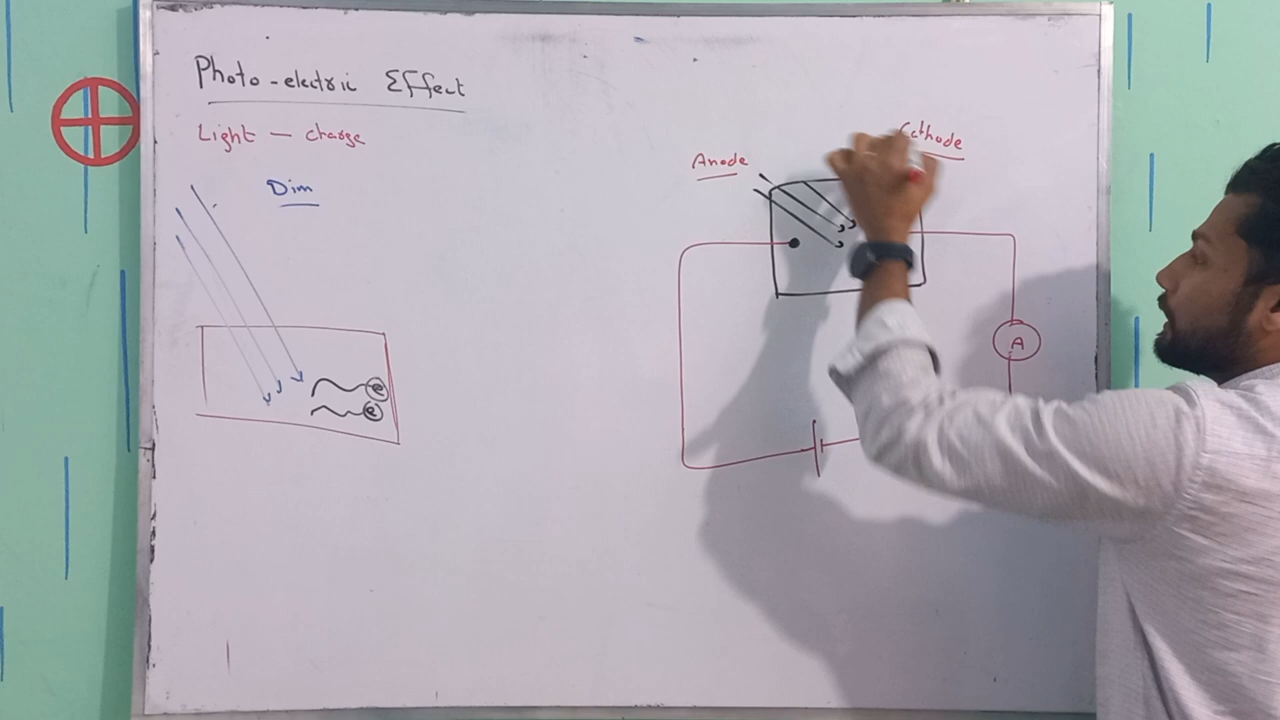 Photo-electric Effect
Light — charge
Dim
e
e
Anode
Cathode
A